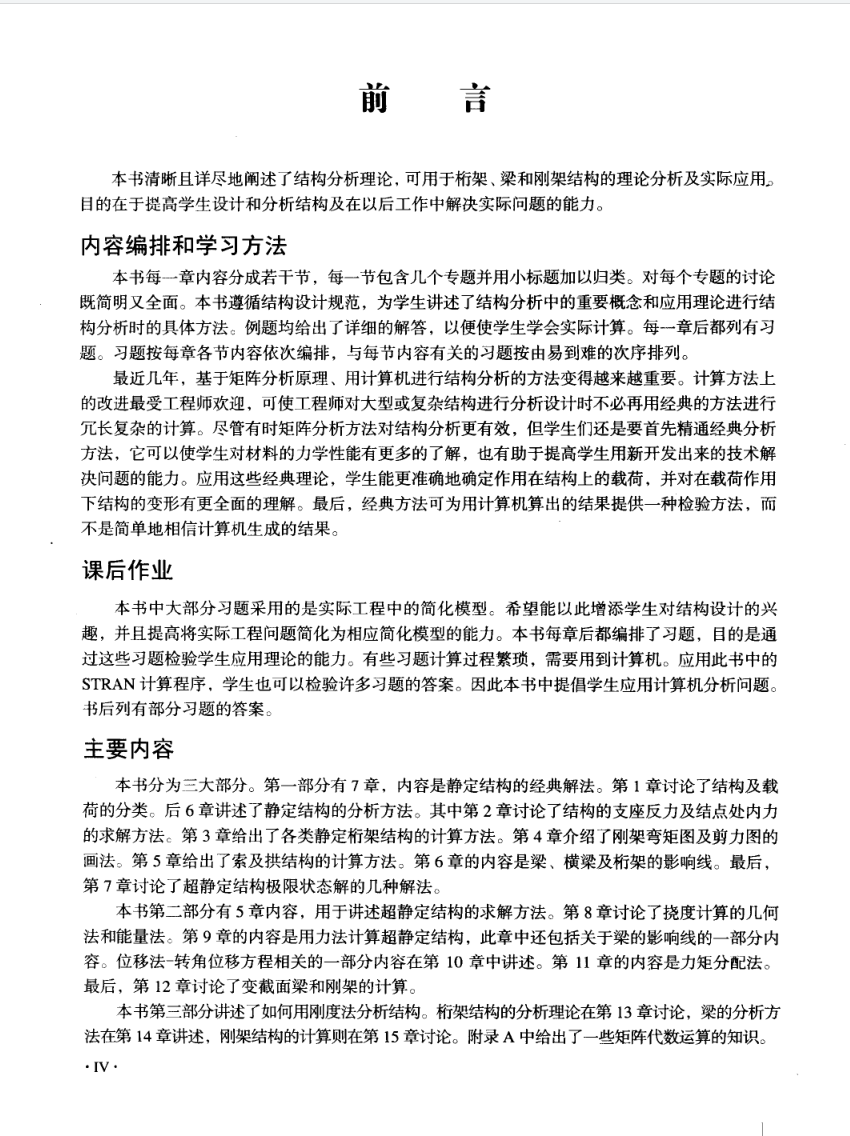 前 言
本书清晰且详尽地阐述了结构分析理论，可用于桁架、梁和刚架结构的理论分析及实际应用。
目的在于提高学生设计和分析结构及在以后工作中解决实际问题的能力。
内容编排和学习方法
本书每一章内容分成若干节，每一节包含几个专题并用小标题加以归类。对每个专题的讨论
既简明又全面。本书遵循结构设计规范，为学生讲述了结构分析中的重要概念和应用理论进行结
构分析时的具体方法。例题均给出了详细的解答，以便使学生学会实际计算。每一章后都列有习
题。习题按每章各节内容依次编排，与每节内容有关的习题按由易到难的次序排列。
最近几年，基于矩阵分析原理、用计算机进行结构分析的方法变得越来越重要。计算方法上
的改进最受工程师欢迎，可使工程师对大型或复杂结构进行分析设计时不必再用经典的方法进行
冗长复杂的计算。尽管有时矩阵分析方法对结构分析更有效，但学生们还是要首先精通经典分析
方法，它可以使学生对材料的力学性能有更多的了解，也有助于提高学生用新开发出来的技术解
决问题的能力。应用这些经典理论，学生能更准确地确定作用在结构上的载荷，并对在载荷作用
下结构的变形有更全面的理解。最后，经典方法可为用计算机算出的结果提供一种检验方法，而
不是简单地相信计算机生成的结果。
课后作业
本书中大部分习题采用的是实际工程中的简化模型。希望能以此增添学生对结构设计的兴
趣，并且提高将实际工程问题简化为相应简化模型的能力。本书每章后都编排了习题，目的是通
过这些习题检验学生应用理论的能力。有些习题计算过程繁琐，需要用到计算机。应用此书中的
STRAN 计算程序，学生也可以检验许多习题的答案。因此本书中提倡学生应用计算机分析问题。
书后列有部分习题的答案。
主要内容
本书分为三大部分。第一部分有 7 章，内容是静定结构的经典解法。第 1 章讨论了结构及载
荷的分类。后 6 章讲述了静定结构的分析方法。其中第 2 章讨论了结构的支座反力及结点处内力
的求解方法。第 3 章给出了各类静定桁架结构的计算方法。第 4 章介绍了刚架弯矩图及剪力图的
画法。第 5 章给出了索及拱结构的计算方法。第 6 章的内容是梁、横梁及桁架的影响线。最后，
第 7 章讨论了超静定结构极限状态解的几种解法。
本书第二部分有 5 章内容，用于讲述超静定结构的求解方法。第 8 章讨论了挠度计算的几何
法和能量法。第 9 章的内容是用力法计算超静定结构，此章中还包括关于梁的影响线的一部分内
容。位移法-转角位移方程相关的一部分内容在第 10 章中讲述。第 11 章的内容是力矩分配法。
最后，第 12 章讨论了变截面梁和刚架的计算。
本书第三部分讲述了如何用刚度法分析结构。桁架结构的分析理论在第 13 章讨论，梁的分析方
法在第 14 章讲述，刚架结构的计算则在第 15 章讨论。附录 A 中给出了一些矩阵代数运算的知识。
·IV·